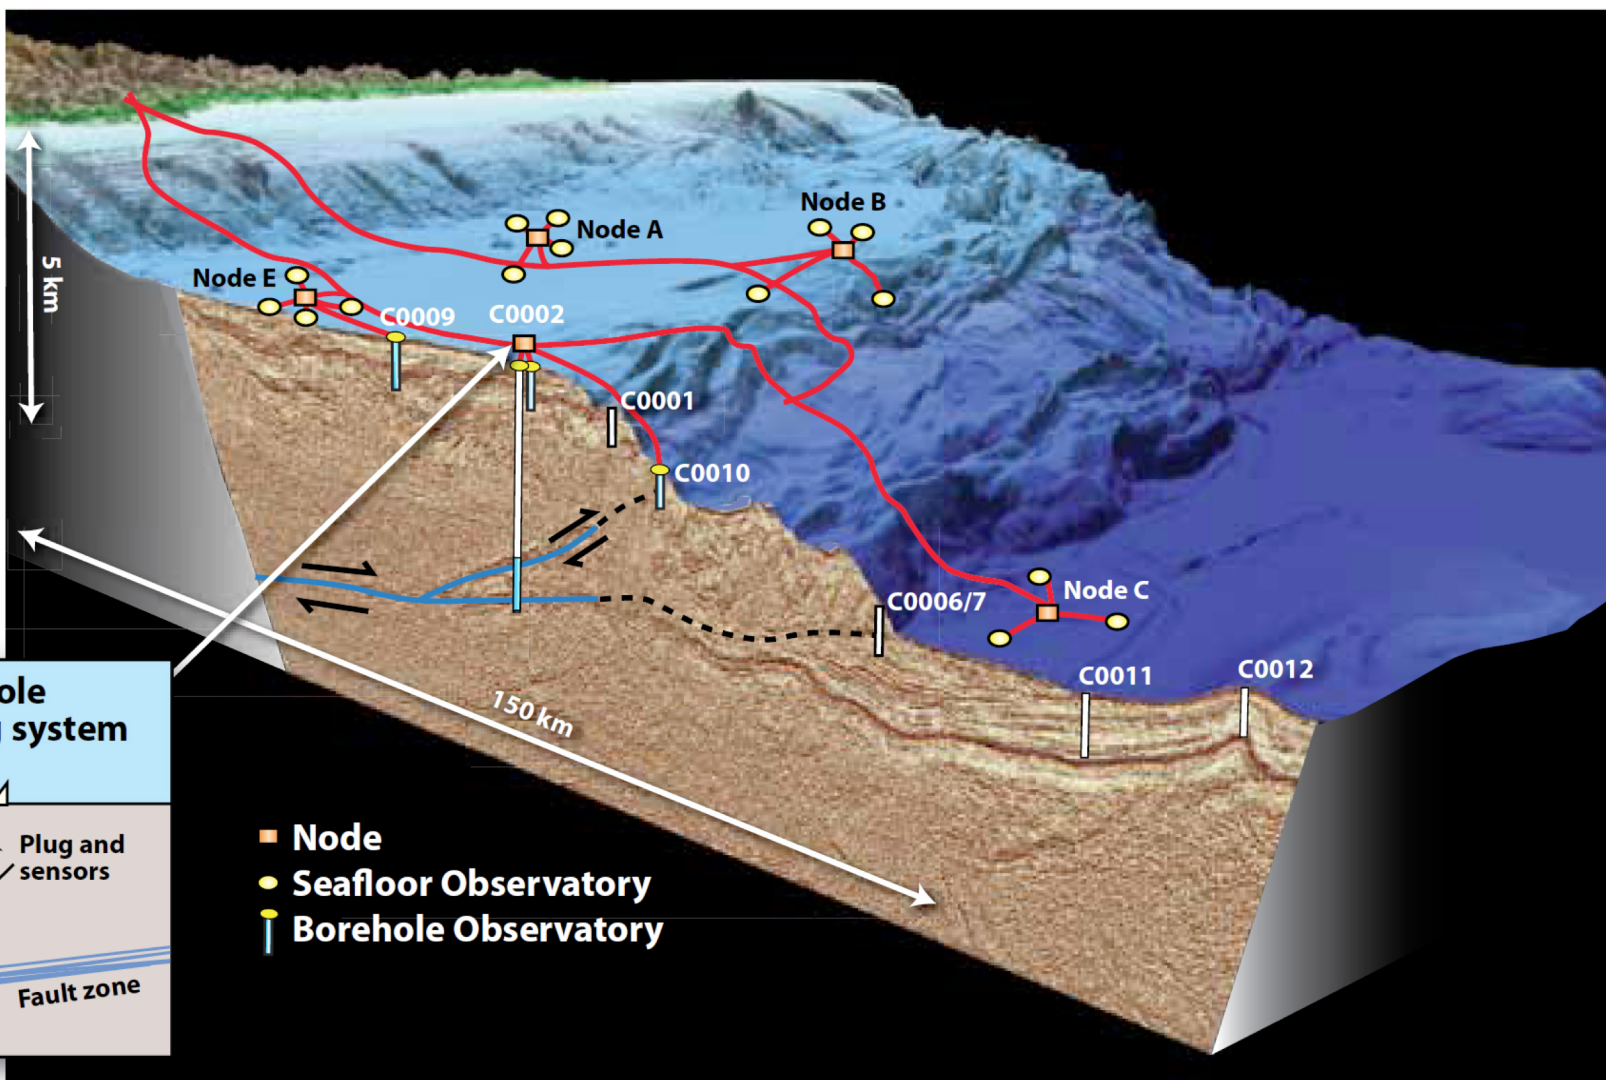 Node B
Node A
Node E
C0009
C0002
5 km
C0001
C0010
Node C
C0006/7
C0011
C0012
150 km
system
Plug and
sensors
Fault zone
Node
Seafloor Observatory
Borehole Observatory